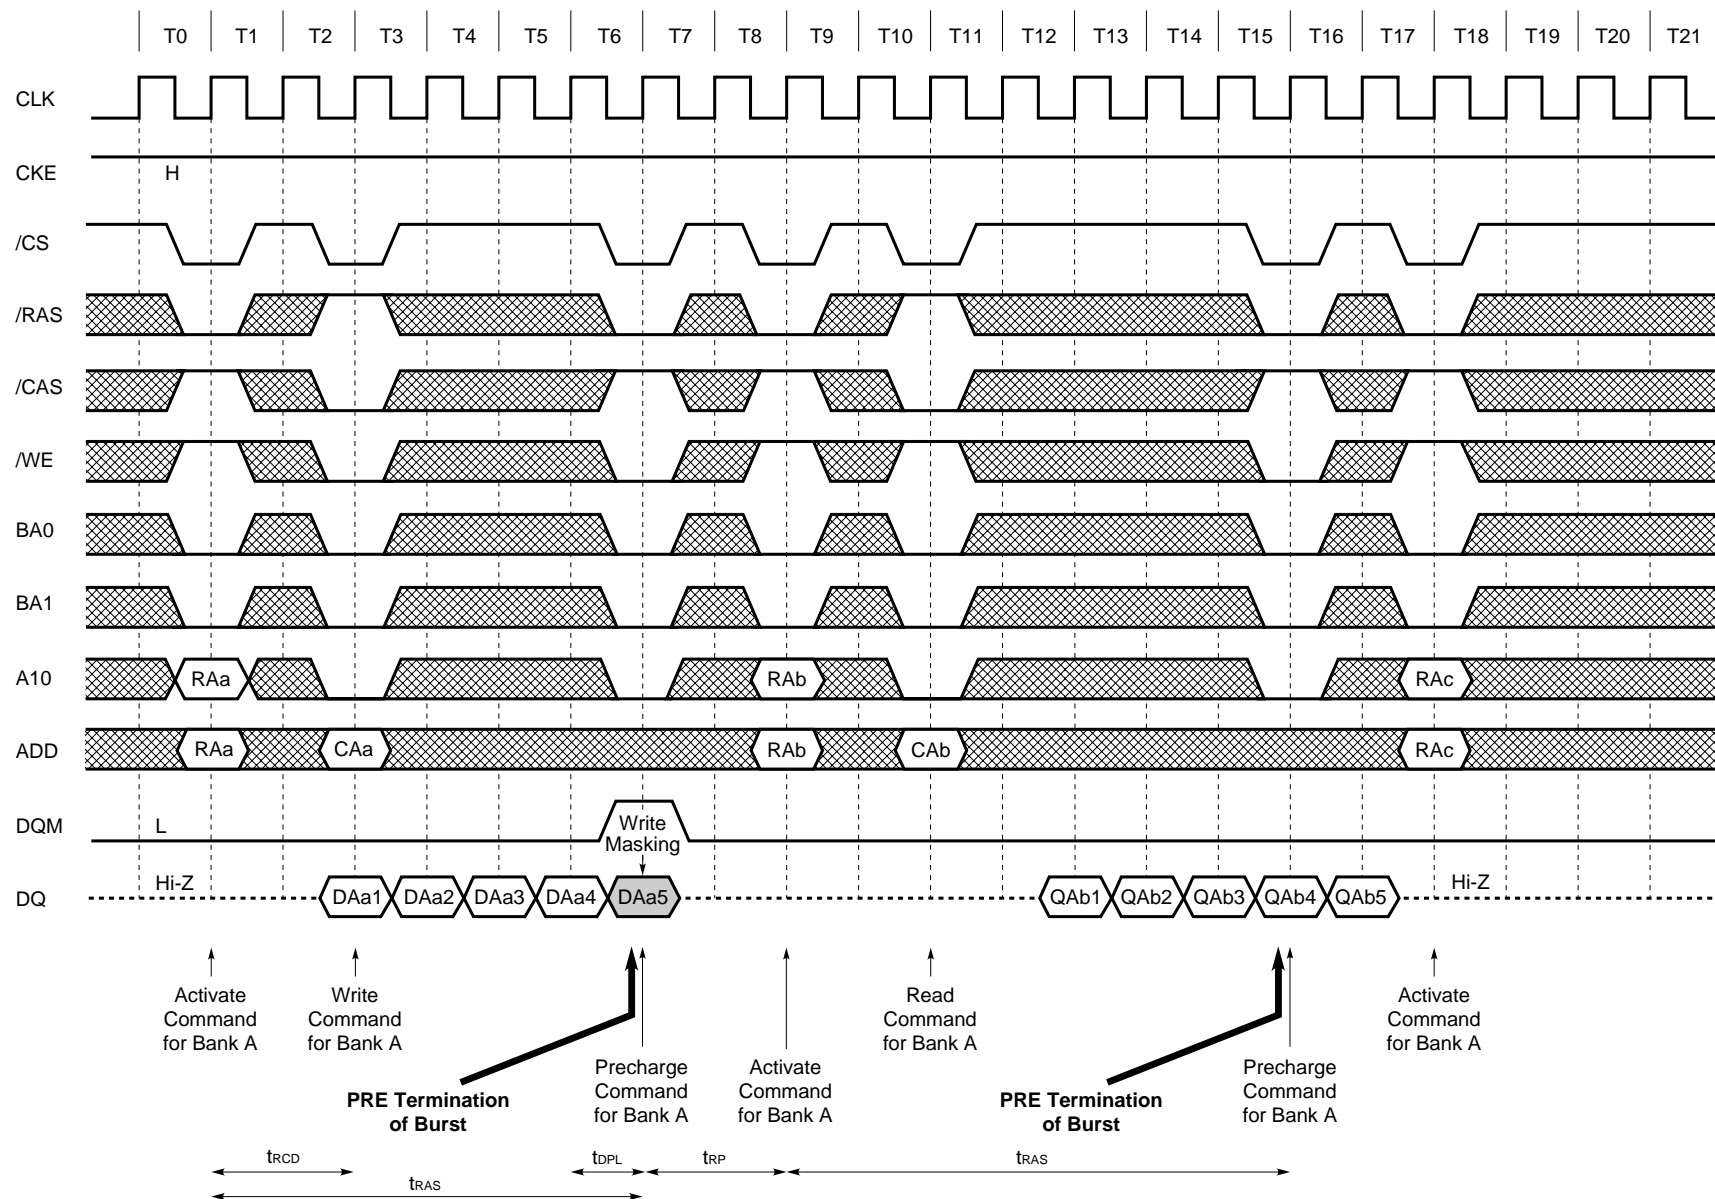 T0 T1 T2 T3 T4 T5 T6 T7 T8 T9 T10 T11 T12 T13 T14 T15 T16 T17 T18 T19 T20 T21
CLK
CKE H
/CS
/RAS
/CAS
/WE
BA0
BA1
A10 RAa RAb RAc
ADD RAa CAa RAb CAb RAc
DQM L Write
Masking
DQ Hi-Z DAa1 DAa2 DAa3 DAa4 DAa5 QAb1 QAb2 QAb3 QAb4 QAb5 Hi-Z
Activate
Command
for Bank A
Write
Command
for Bank A
PRE Termination
of Burst
Precharge
Command
for Bank A
Activate
Command
for Bank A
Read
Command
for Bank A
PRE Termination
of Burst
Precharge
Command
for Bank A
Activate
Command
for Bank A
tRCD tDPL tRP tRAS
tRAS